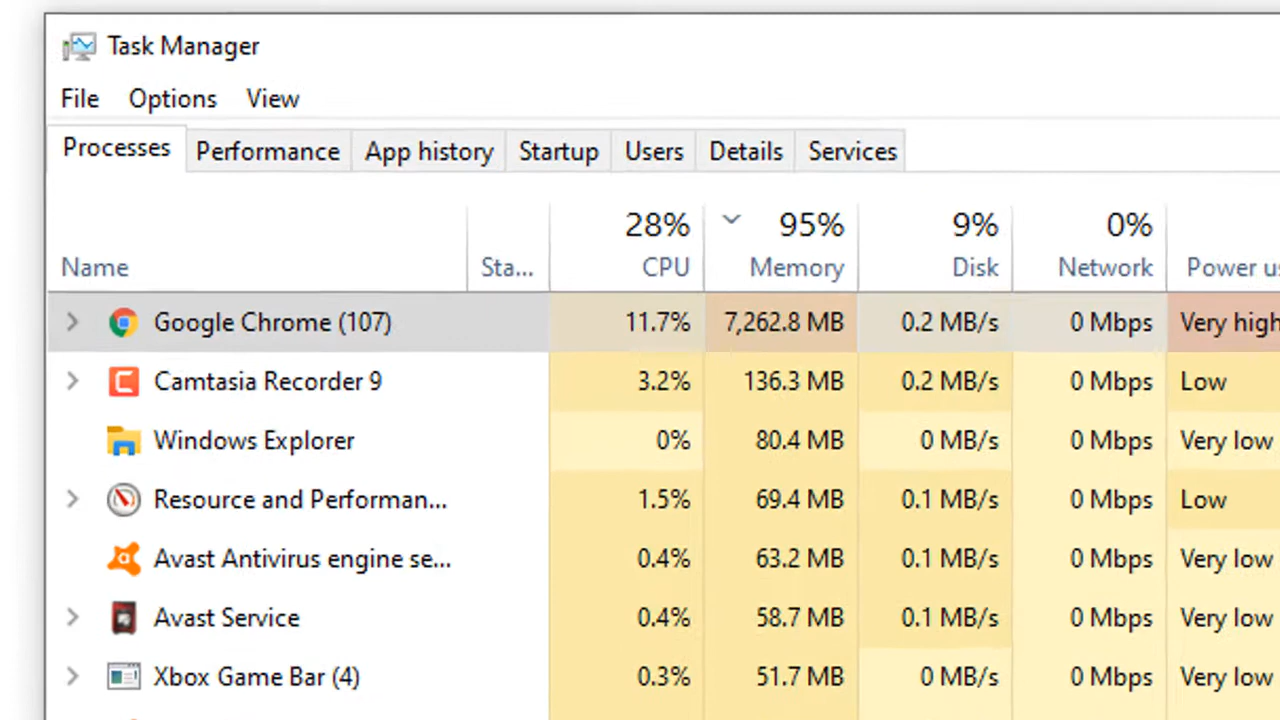 Task Manager
File Options View
Processes Performance App history Startup Users Details Services
28% 95% 9% 0%
Name Sta... CPU Memory Disk Network Power us
Google Chrome (107) 11.7% 7,262.8 MB 0.2 MB/s 0 Mbps Very high
Camtasia Recorder 9 3.2% 136.3 MB 0.2 MB/s 0 Mbps Low
Windows Explorer 0% 80.4 MB 0 MB/s 0 Mbps Very low
Resource and Performan... 1.5% 69.4 MB 0.1 MB/s 0 Mbps Low
Avast Antivirus engine se... 0.4% 63.2 MB 0.1 MB/s 0 Mbps Very low
Avast Service 0.4% 58.7 MB 0.1 MB/s 0 Mbps Very low
Xbox Game Bar (4) 0.3% 51.7 MB 0 MB/s 0 Mbps Very low